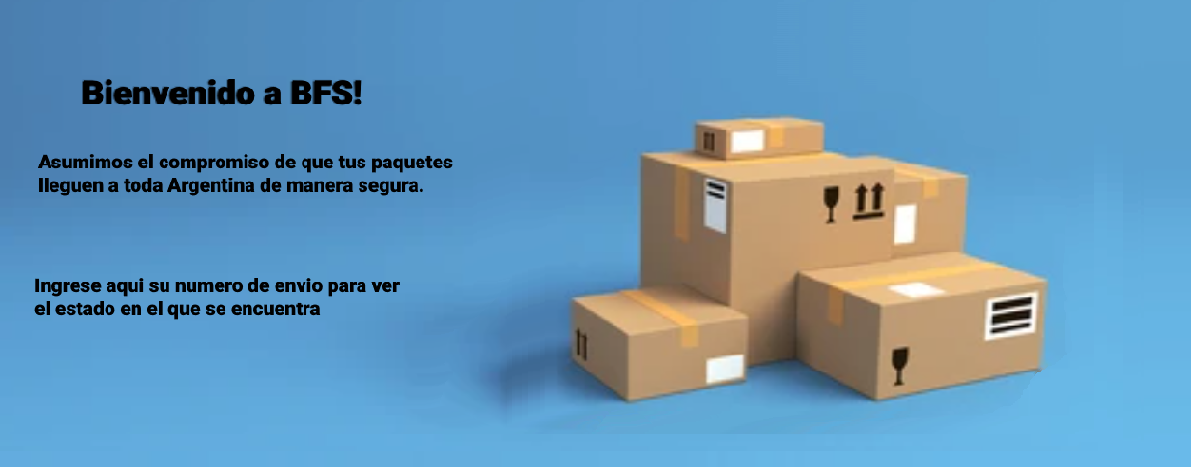 Bienvenido a BFS!
Asumimos el compromiso de que tus paquetes
lleguen a toda Argentina de manera segura.
Ingrese aqui su numero de envio para ver
el estado en el que se encuentra